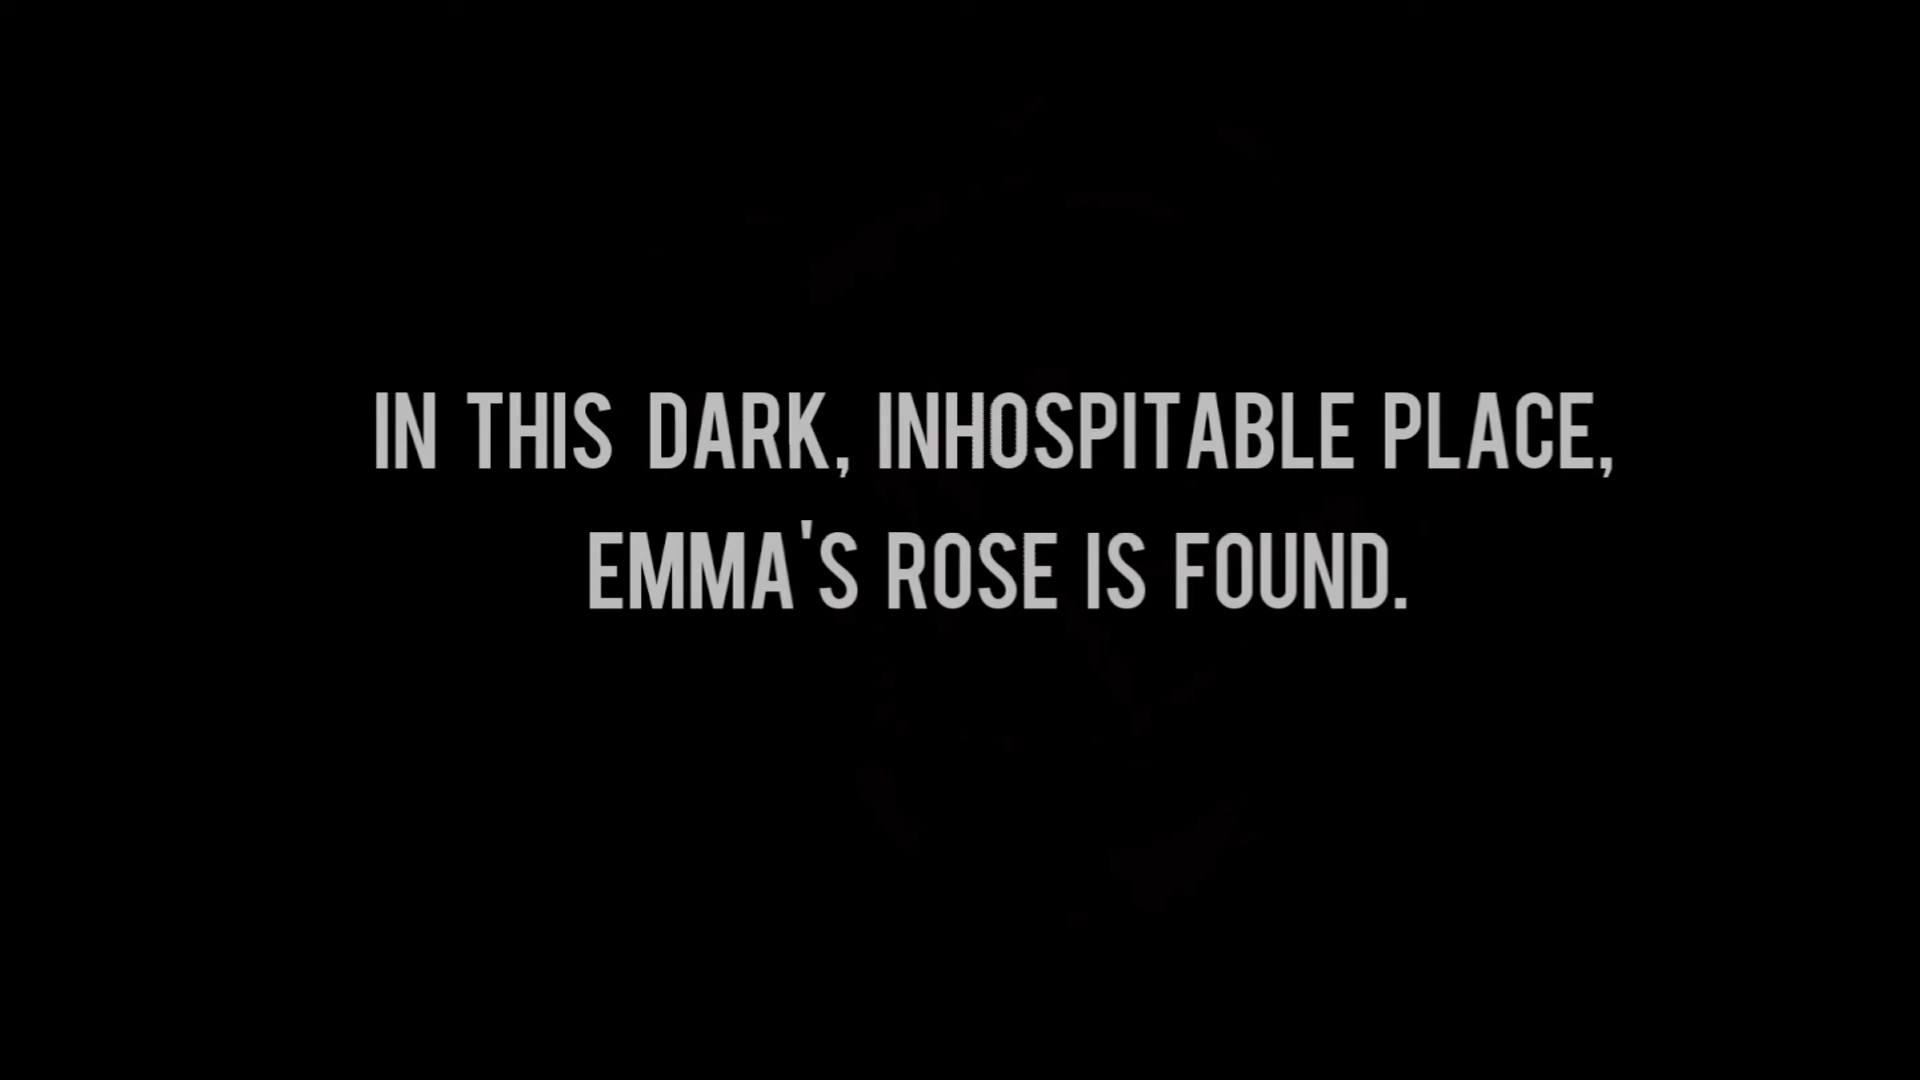 IN THIS DARK, INHOSPITABLE PLACE,
EMMA'S ROSE IS FOUND.